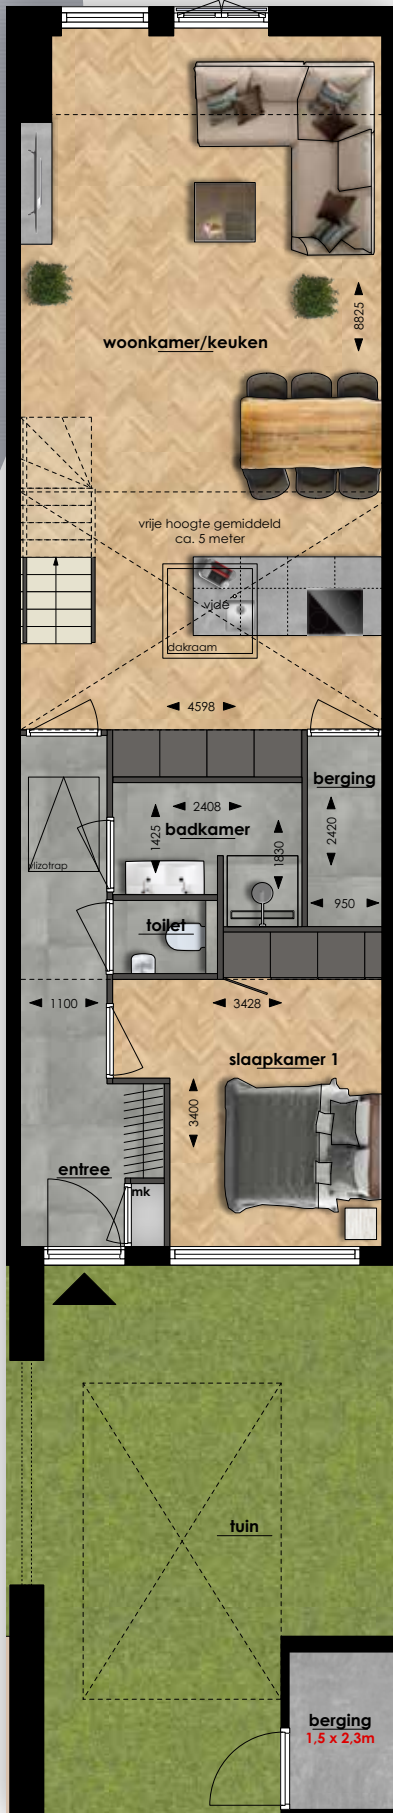 8825
woonkamer/keuken
vrije hoogte gemiddeld
ca. 5 meter
vide
dakraam
4598
berging
2408
badkamer
1425
1830
2420
vlizotrap
950
toilet
1100
3428
slaapkamer 1
3400
entree
mk
tuin
berging
1,5 x 2,3m